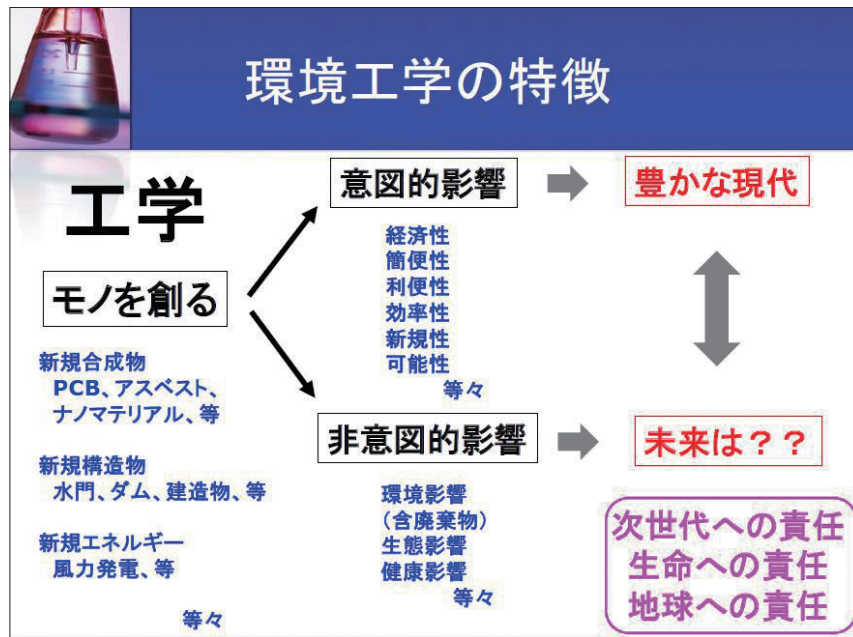 環境工学の特徴
工学
モノを創る
新規合成物
PCB、アスベスト、
ナノマテリアル、等
新規構造物
水門、ダム、建造物、等
新規エネルギー
風力発電、等
等々
意図的影響
経済性
簡便性
利便性
効率性
新規性
可能性
等々
非意図的影響
環境影響
（含廃棄物）
生態影響
健康影響
等々
豊かな現代
未来は？？
次世代への責任
生命への責任
地球への責任